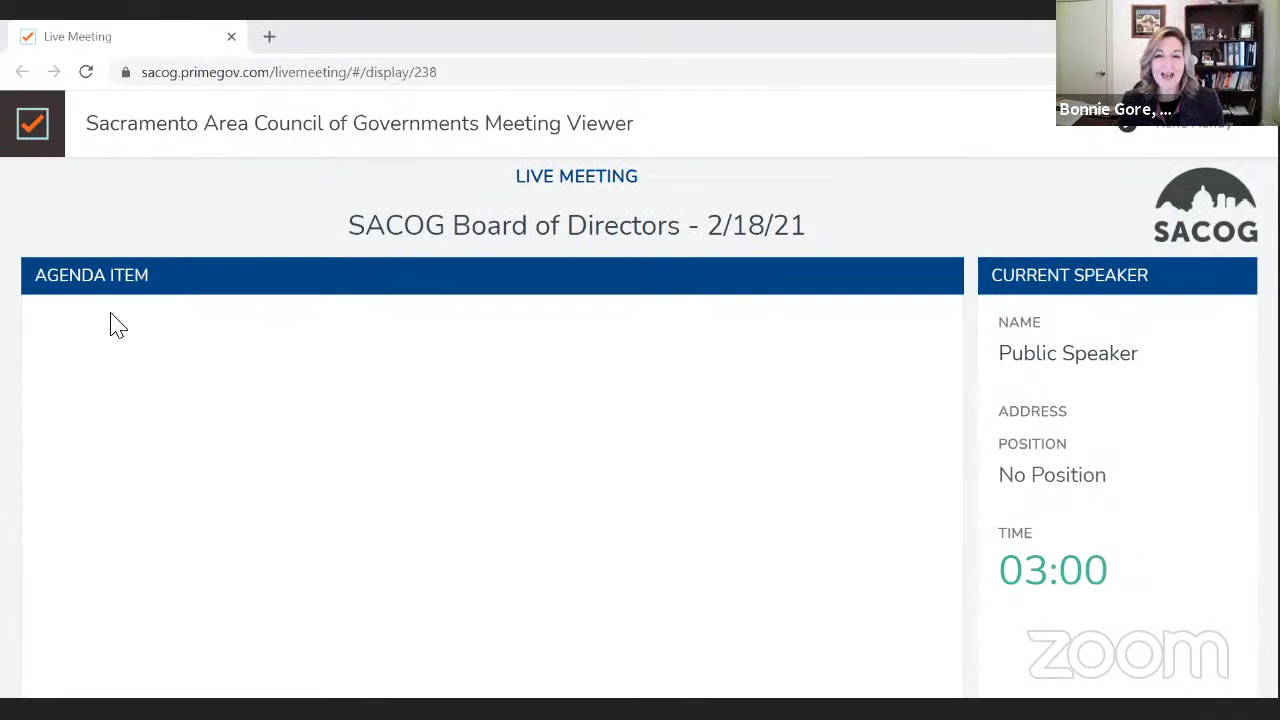 Live Meeting
sacog.primegov.com/livemeeting/#/display/238
Bonnie Gore, ...
Sacramento Area Council of Governments Meeting Viewer
LIVE MEETING
SACOG Board of Directors - 2/18/21
SACOG
AGENDA ITEM
CURRENT SPEAKER
NAME
Public Speaker
ADDRESS
POSITION
No Position
TIME
03:00
zoom